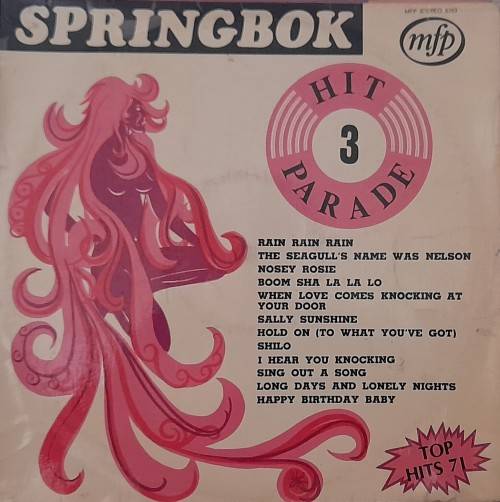 SPRINGBOK
mfp
HIT
3
PARADE
RAIN RAIN RAIN
THE SEAGULL'S NAME WAS NELSON
NOSEY ROSIE
BOOM SHA LA LA LO
WHEN LOVE COMES KNOCKING AT
YOUR DOOR
SALLY SUNSHINE
HOLD ON (TO WHAT YOU'VE GOT)
SHILO
I HEAR YOU KNOCKING
SING OUT A SONG
LONG DAYS AND LONELY NIGHTS
HAPPY BIRTHDAY BABY
TOP
HITS 71